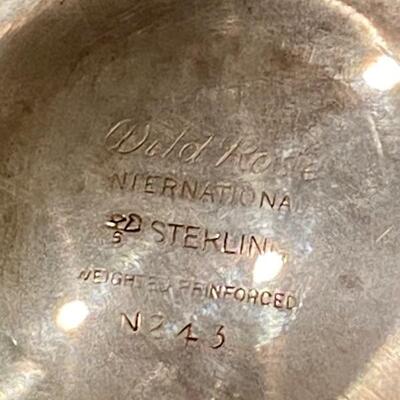 Wild Rose
INTERNATIONAL
STERLING
WEIGHTED REINFORCED
N243